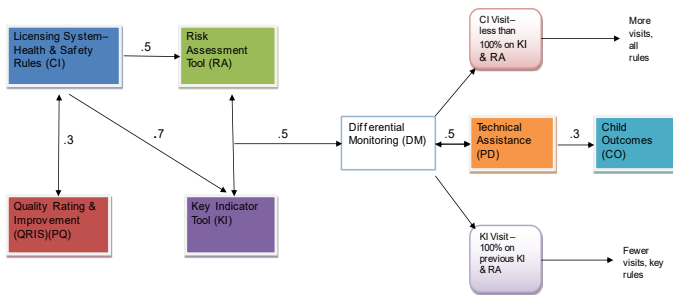 Licensing System–
Health & Safety
Rules (CI)
.5
Risk
Assessment
Tool (RA)
CI Visit –
less than
100% on KI
& RA
More
visits,
all
rules
.3
.7
.5
Differential
Monitoring (DM)
.5
Technical
Assistance
(PD)
.3
Child
Outcomes
(CO)
Quality Rating &
Improvement
(QRIS)(PQ)
Key Indicator
Tool (KI)
KI Visit –
100% on
previous KI
& RA
Fewer
visits, key
rules